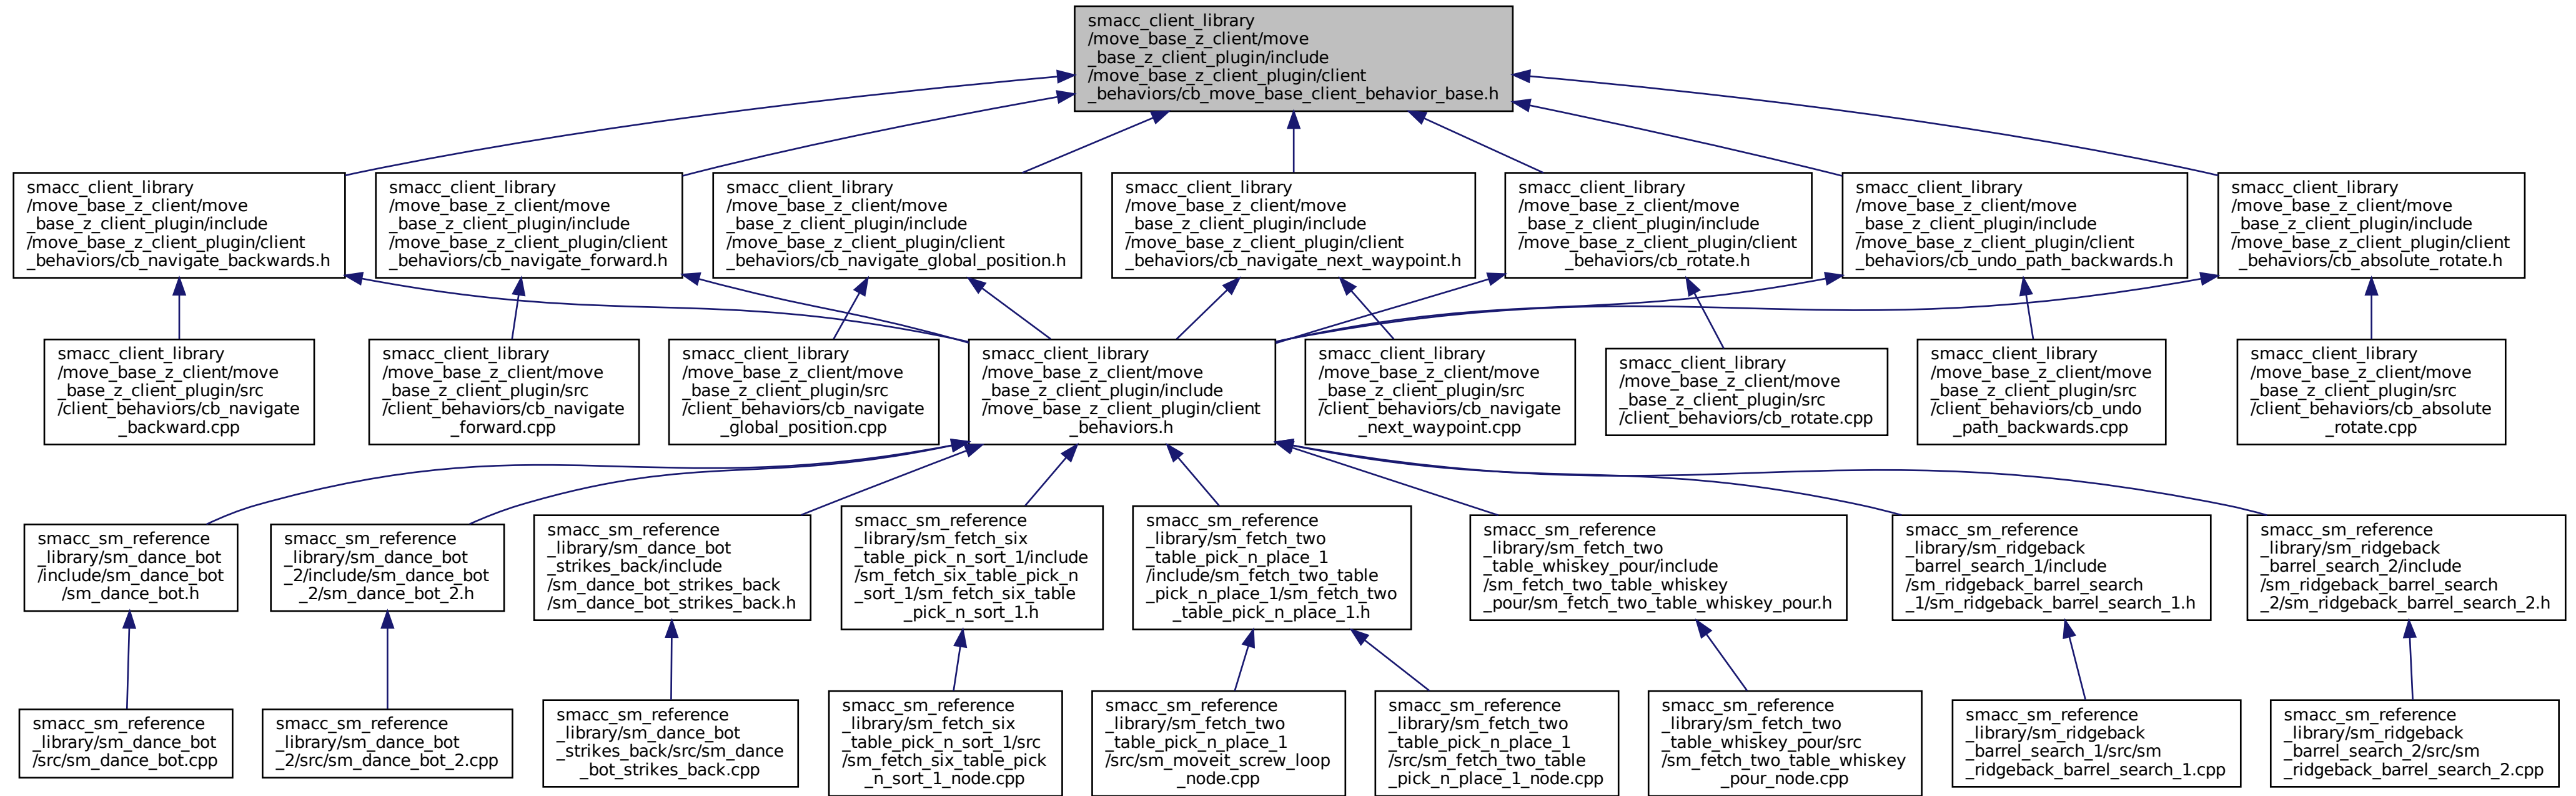 smacc_client_library
/move_base_z_client/move
_base_z_client_plugin/include
/move_base_z_client_plugin/client
_behaviors/cb_move_base_client_behavior_base.h
smacc_client_library
/move_base_z_client/move
_base_z_client_plugin/include
/move_base_z_client_plugin/client
_behaviors/cb_navigate_backwards.h
smacc_client_library
/move_base_z_client/move
_base_z_client_plugin/include
/move_base_z_client_plugin/client
_behaviors/cb_navigate_forward.h
smacc_client_library
/move_base_z_client/move
_base_z_client_plugin/include
/move_base_z_client_plugin/client
_behaviors/cb_navigate_global_position.h
smacc_client_library
/move_base_z_client/move
_base_z_client_plugin/include
/move_base_z_client_plugin/client
_behaviors/cb_navigate_next_waypoint.h
smacc_client_library
/move_base_z_client/move
_base_z_client_plugin/include
/move_base_z_client_plugin/client
_behaviors/cb_rotate.h
smacc_client_library
/move_base_z_client/move
_base_z_client_plugin/include
/move_base_z_client_plugin/client
_behaviors/cb_undo_path_backwards.h
smacc_client_library
/move_base_z_client/move
_base_z_client_plugin/include
/move_base_z_client_plugin/client
_behaviors/cb_absolute_rotate.h
smacc_client_library
/move_base_z_client/move
_base_z_client_plugin/src
/client_behaviors/cb_navigate
_backward.cpp
smacc_client_library
/move_base_z_client/move
_base_z_client_plugin/src
/client_behaviors/cb_navigate
_forward.cpp
smacc_client_library
/move_base_z_client/move
_base_z_client_plugin/src
/client_behaviors/cb_navigate
_global_position.cpp
smacc_client_library
/move_base_z_client/move
_base_z_client_plugin/include
/move_base_z_client_plugin/client
_behaviors.h
smacc_client_library
/move_base_z_client/move
_base_z_client_plugin/src
/client_behaviors/cb_navigate
_next_waypoint.cpp
smacc_client_library
/move_base_z_client/move
_base_z_client_plugin/src
/client_behaviors/cb_rotate.cpp
smacc_client_library
/move_base_z_client/move
_base_z_client_plugin/src
/client_behaviors/cb_undo
_path_backwards.cpp
smacc_client_library
/move_base_z_client/move
_base_z_client_plugin/src
/client_behaviors/cb_absolute
_rotate.cpp
smacc_sm_reference
_library/sm_dance_bot
/include/sm_dance_bot
/sm_dance_bot.h
smacc_sm_reference
_library/sm_dance_bot
_2/include/sm_dance_bot
_2/sm_dance_bot_2.h
smacc_sm_reference
_library/sm_dance_bot
_strikes_back/include
/sm_dance_bot_strikes_back
/sm_dance_bot_strikes_back.h
smacc_sm_reference
_library/sm_fetch_six
_table_pick_n_sort_1/include
/sm_fetch_six_table_pick_n
_sort_1/sm_fetch_six_table
_pick_n_sort_1.h
smacc_sm_reference
_library/sm_fetch_two
_table_pick_n_place_1
/include/sm_fetch_two_table
_pick_n_place_1/sm_fetch_two
_table_pick_n_place_1.h
smacc_sm_reference
_library/sm_fetch_two
_table_whiskey_pour/include
/sm_fetch_two_table_whiskey
_pour/sm_fetch_two_table_whiskey_pour.h
smacc_sm_reference
_library/sm_ridgeback
_barrel_search_1/include
/sm_ridgeback_barrel_search
_1/sm_ridgeback_barrel_search_1.h
smacc_sm_reference
_library/sm_ridgeback
_barrel_search_2/include
/sm_ridgeback_barrel_search
_2/sm_ridgeback_barrel_search_2.h
smacc_sm_reference
_library/sm_dance_bot
/src/sm_dance_bot.cpp
smacc_sm_reference
_library/sm_dance_bot
_2/src/sm_dance_bot_2.cpp
smacc_sm_reference
_library/sm_dance_bot
_strikes_back/src/sm_dance
_bot_strikes_back.cpp
smacc_sm_reference
_library/sm_fetch_six
_table_pick_n_sort_1/src
/sm_fetch_six_table_pick
_n_sort_1_node.cpp
smacc_sm_reference
_library/sm_fetch_two
_table_pick_n_place_1
/src/sm_moveit_screw_loop
_node.cpp
smacc_sm_reference
_library/sm_fetch_two
_table_pick_n_place_1
/src/sm_fetch_two_table
_pick_n_place_1_node.cpp
smacc_sm_reference
_library/sm_fetch_two
_table_whiskey_pour/src
/sm_fetch_two_table_whiskey
_pour_node.cpp
smacc_sm_reference
_library/sm_ridgeback
_barrel_search_1/src/sm
_ridgeback_barrel_search_1.cpp
smacc_sm_reference
_library/sm_ridgeback
_barrel_search_2/src/sm
_ridgeback_barrel_search_2.cpp